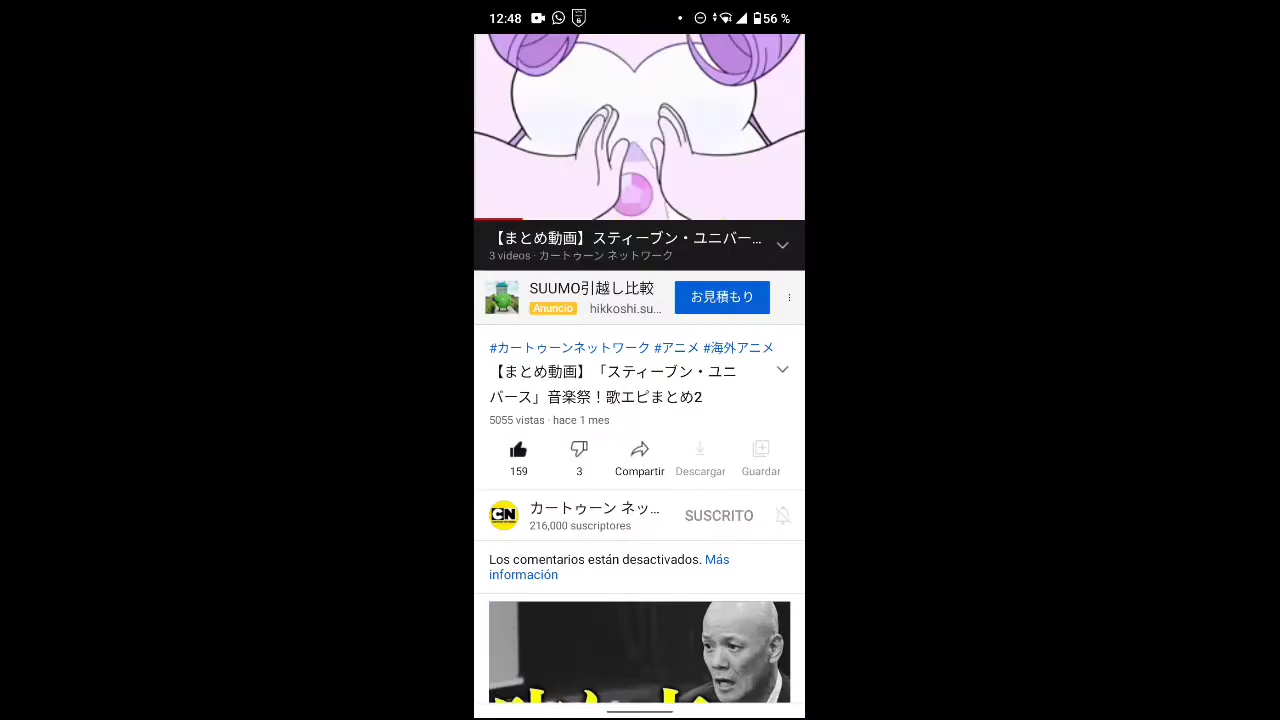 12:48
56 %
【まとめ動画】スティーブン・ユニバー...
3 videos · カートゥーン ネットワーク
SUUMO引越し比較
お見積もり
Anuncio hikkoshi.su...
#カートゥーンネットワーク #アニメ #海外アニメ
【まとめ動画】「スティーブン・ユニ
バース」音楽祭！歌エピまとめ2
5055 vistas · hace 1 mes
159 3 Compartir Descargar Guardar
CN
カートゥーン ネッ...
SUSCRITO
216,000 suscriptores
Los comentarios están desactivados. Más
información